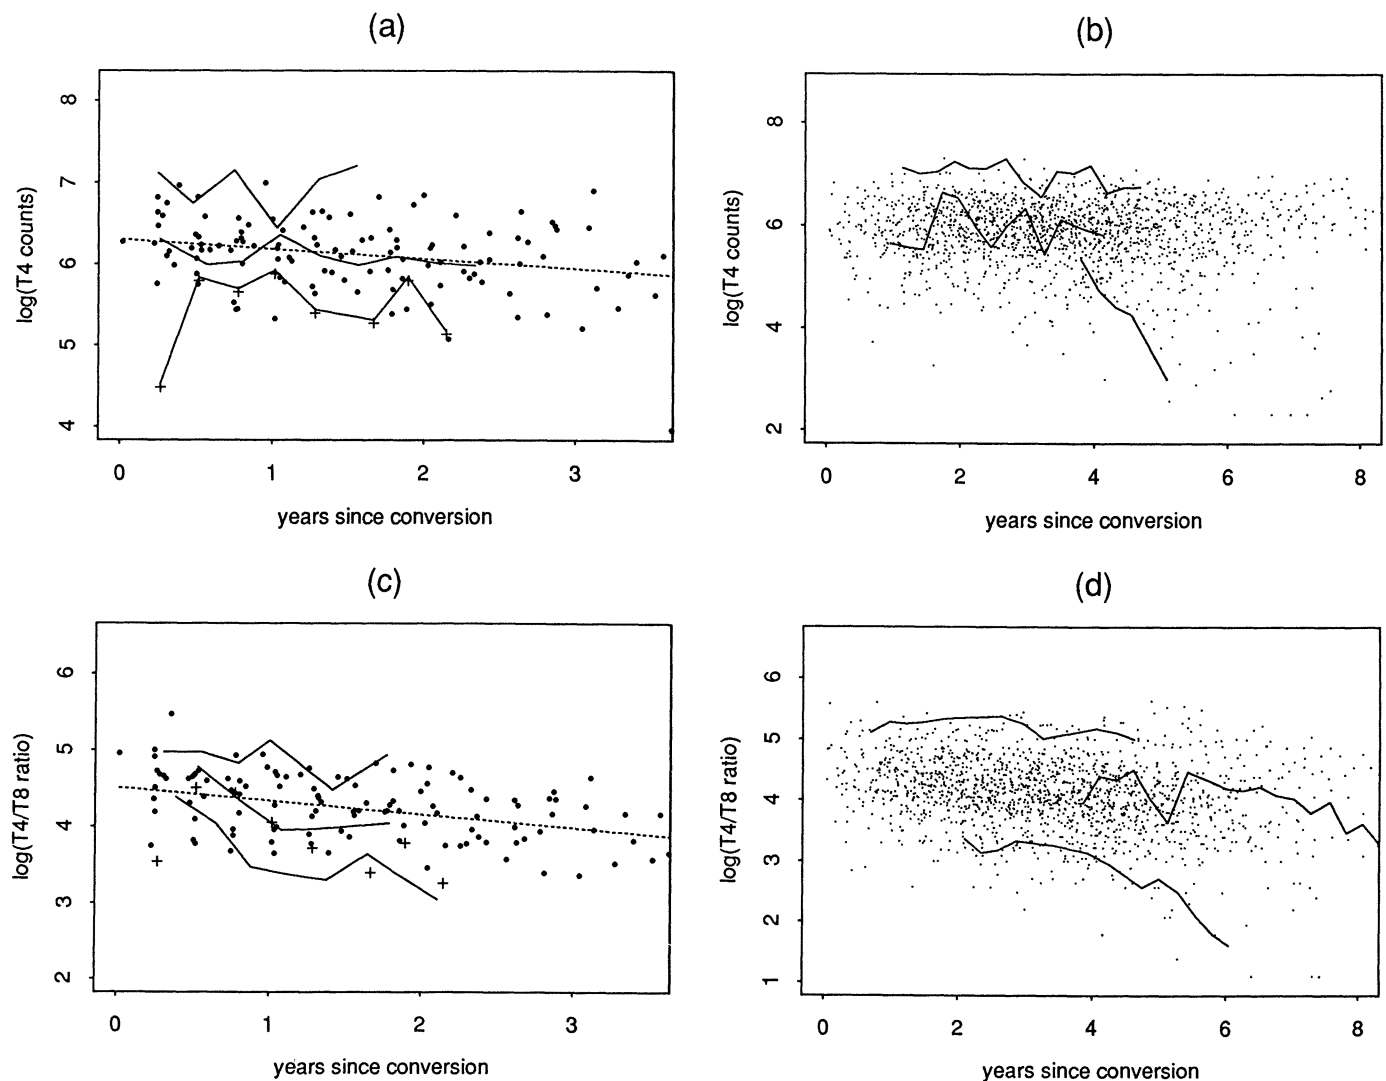 (a)
8
7
6
5
4
log(T4 counts)
0 1 2 3
years since conversion
(b)
8
6
4
2
log(T4 counts)
0 2 4 6 8
years since conversion
(c)
6
5
4
3
2
log(T4/T8 ratio)
0 1 2 3
years since conversion
(d)
6
5
4
3
2
1
log(T4/T8 ratio)
0 2 4 6 8
years since conversion